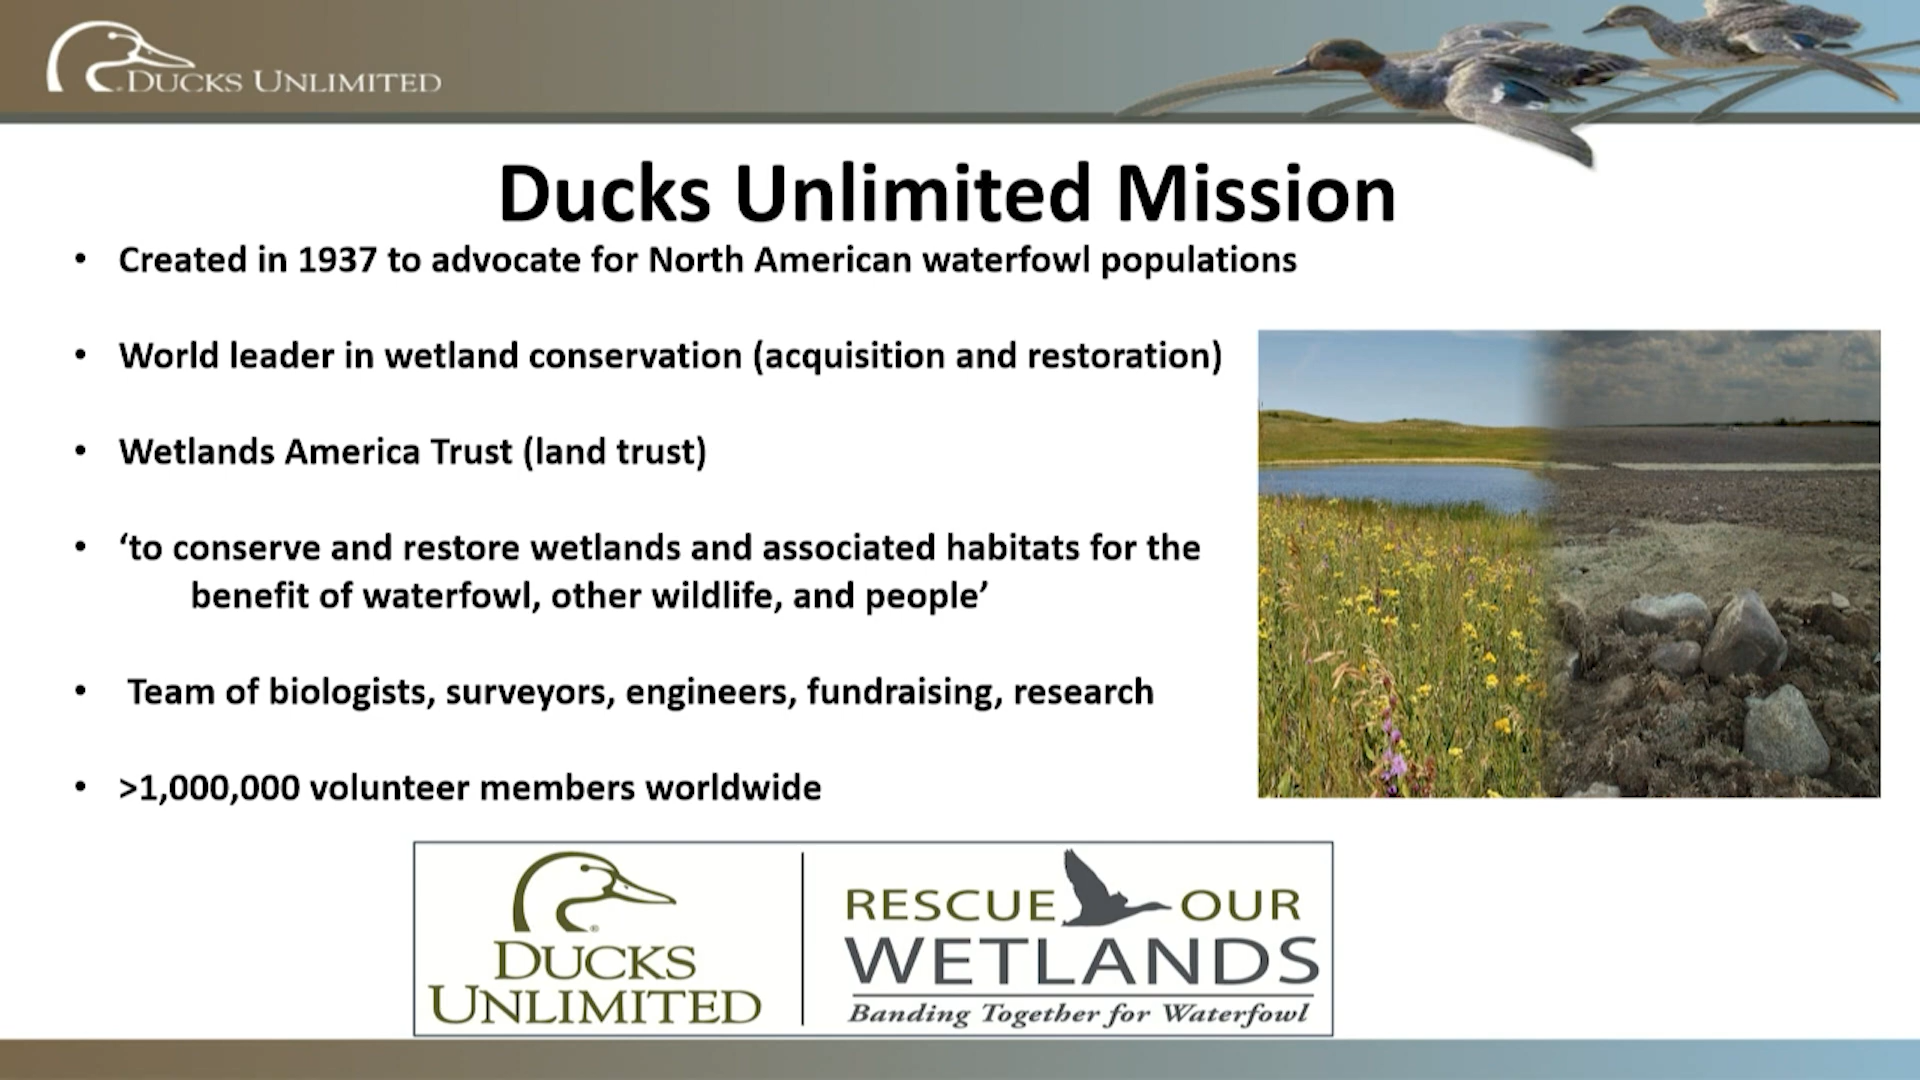 DUCKS UNLIMITED
Ducks Unlimited Mission
• Created in 1937 to advocate for North American waterfowl populations
• World leader in wetland conservation (acquisition and restoration)
• Wetlands America Trust (land trust)
• ‘to conserve and restore wetlands and associated habitats for the
benefit of waterfowl, other wildlife, and people’
• Team of biologists, surveyors, engineers, fundraising, research
• >1,000,000 volunteer members worldwide
DUCKS
UNLIMITED
RESCUE OUR
WETLANDS
Banding Together for Waterfowl